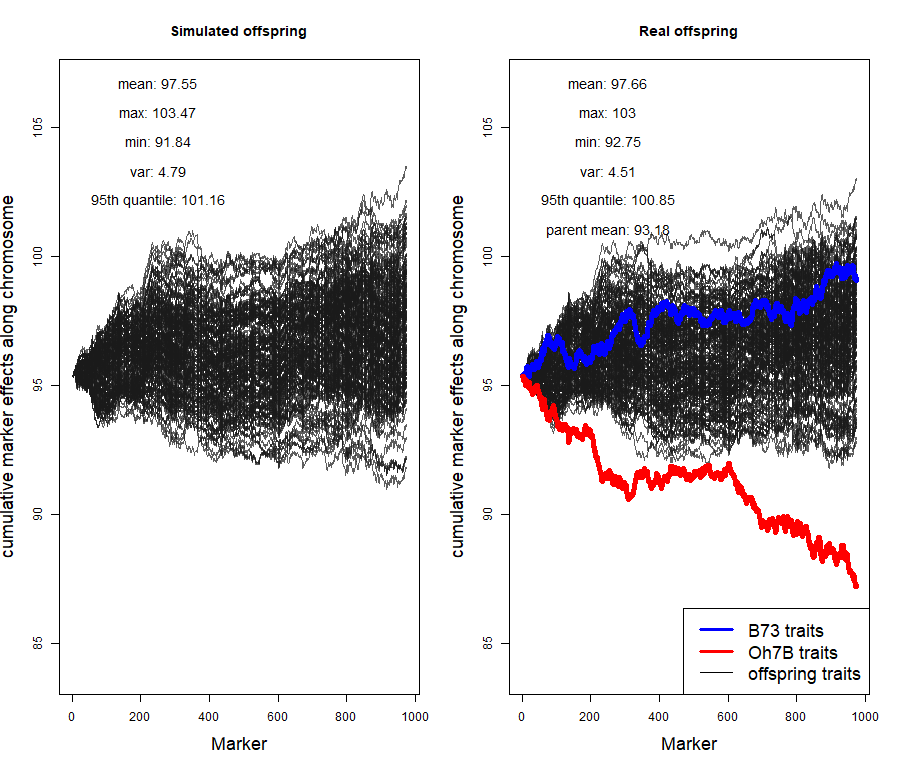 Simulated offspring
mean: 97.55
max: 103.47
min: 91.84
var: 4.79
95th quantile: 101.16
cumulative marker effects along chromosome
105
100
95
90
85
0 200 400 600 800 1000
Marker
Real offspring
mean: 97.66
max: 103
min: 92.75
var: 4.51
95th quantile: 100.85
parent mean: 93.18
cumulative marker effects along chromosome
105
100
95
90
85
B73 traits
Oh7B traits
offspring traits
0 200 400 600 800 1000
Marker